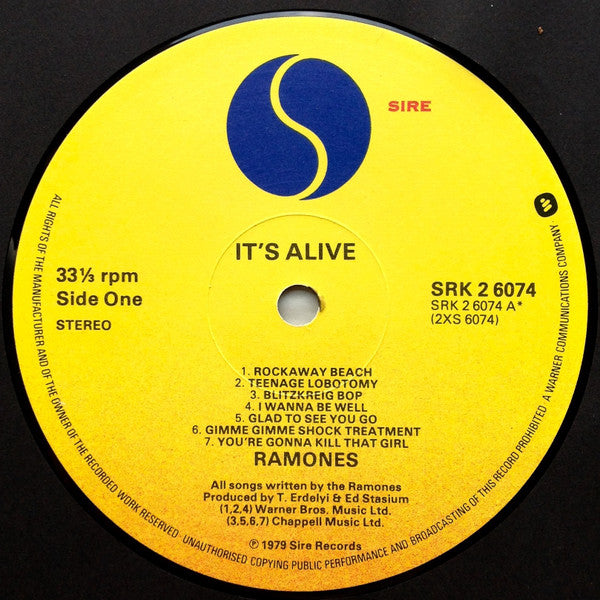 SIRE
IT'S ALIVE
33⅓ rpm
Side One
STEREO
SRK 2 6074
SRK 2 6074 A*
(2XS 6074)
1. ROCKAWAY BEACH
2. TEENAGE LOBOTOMY
3. BLITZKREIG BOP
4. I WANNA BE WELL
5. GLAD TO SEE YOU GO
6. GIMME GIMME SHOCK TREATMENT
7. YOU'RE GONNA KILL THAT GIRL
RAMONES
All songs written by the Ramones
Produced by T. Erdelyi & Ed Stasium
(1,2,4) Warner Bros. Music Ltd.
(3,5,6,7) Chappell Music Ltd.
℗ 1979 Sire Records
ALL RIGHTS OF THE MANUFACTURER AND OF THE OWNER OF THE RECORDED WORK RESERVED. UNAUTHORISED COPYING PUBLIC PERFORMANCE AND BROADCASTING OF THIS RECORD PROHIBITED. A WARNER COMMUNICATIONS COMPANY